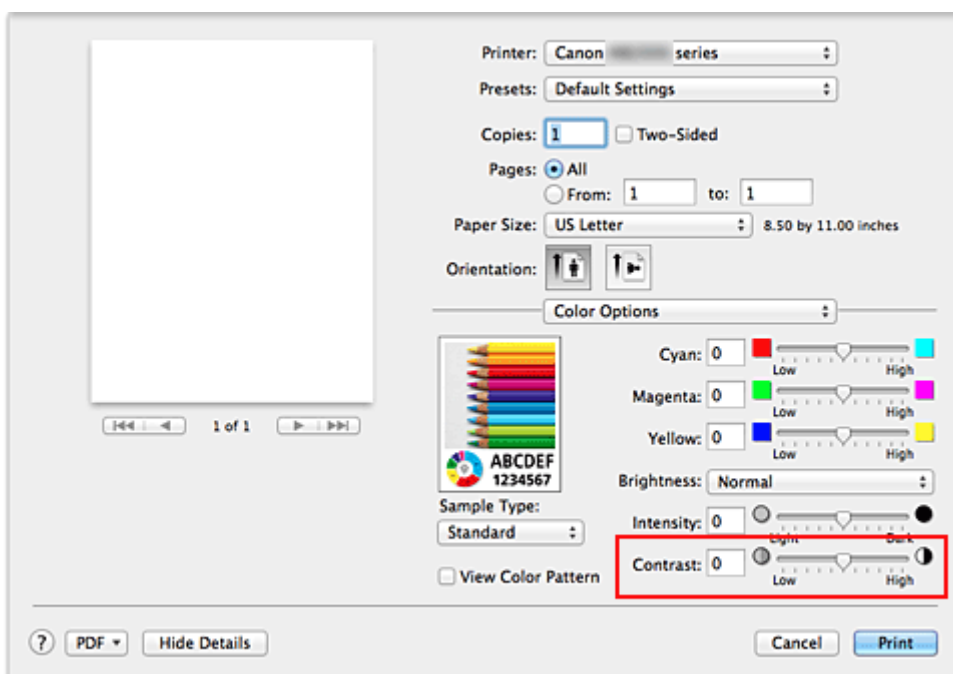 Printer: Canon series
Presets: Default Settings
Copies: 1 Two-Sided
Pages: All
From: 1 to: 1
Paper Size: US Letter 8.50 by 11.00 inches
Orientation:
Color Options
Cyan: 0
Low High
Magenta: 0
Low High
Yellow: 0
Low High
ABCDEF
1234567
Brightness: Normal
Sample Type:
Standard
Intensity: 0
Light Dark
Contrast: 0
Low High
View Color Pattern
1 of 1
? PDF Hide Details Cancel Print